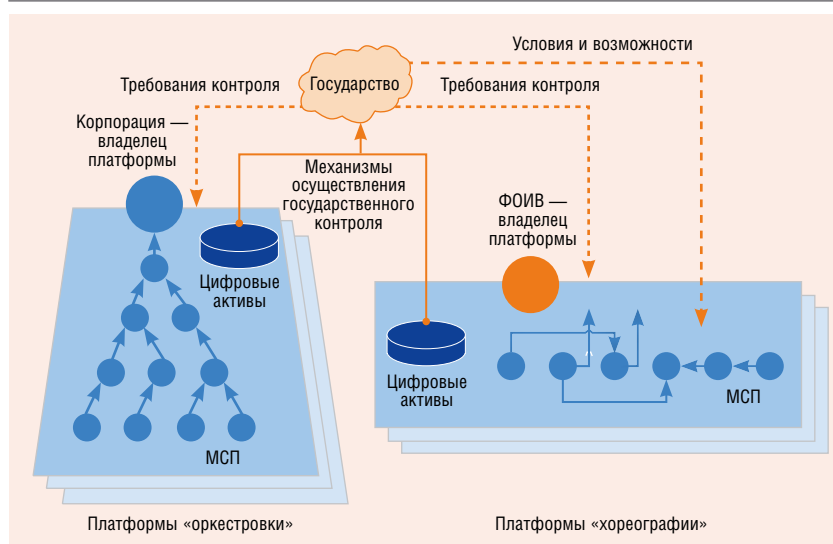 Условия и возможности
Требования контроля
Государство
Требования контроля
Корпорация —
владелец
платформы
Механизмы
осуществления
государственного
контроля
ФОИВ —
владелец
платформы
Цифровые
активы
МСП
Цифровые
активы
МСП
Платформы «оркестровки»
Платформы «хореографии»